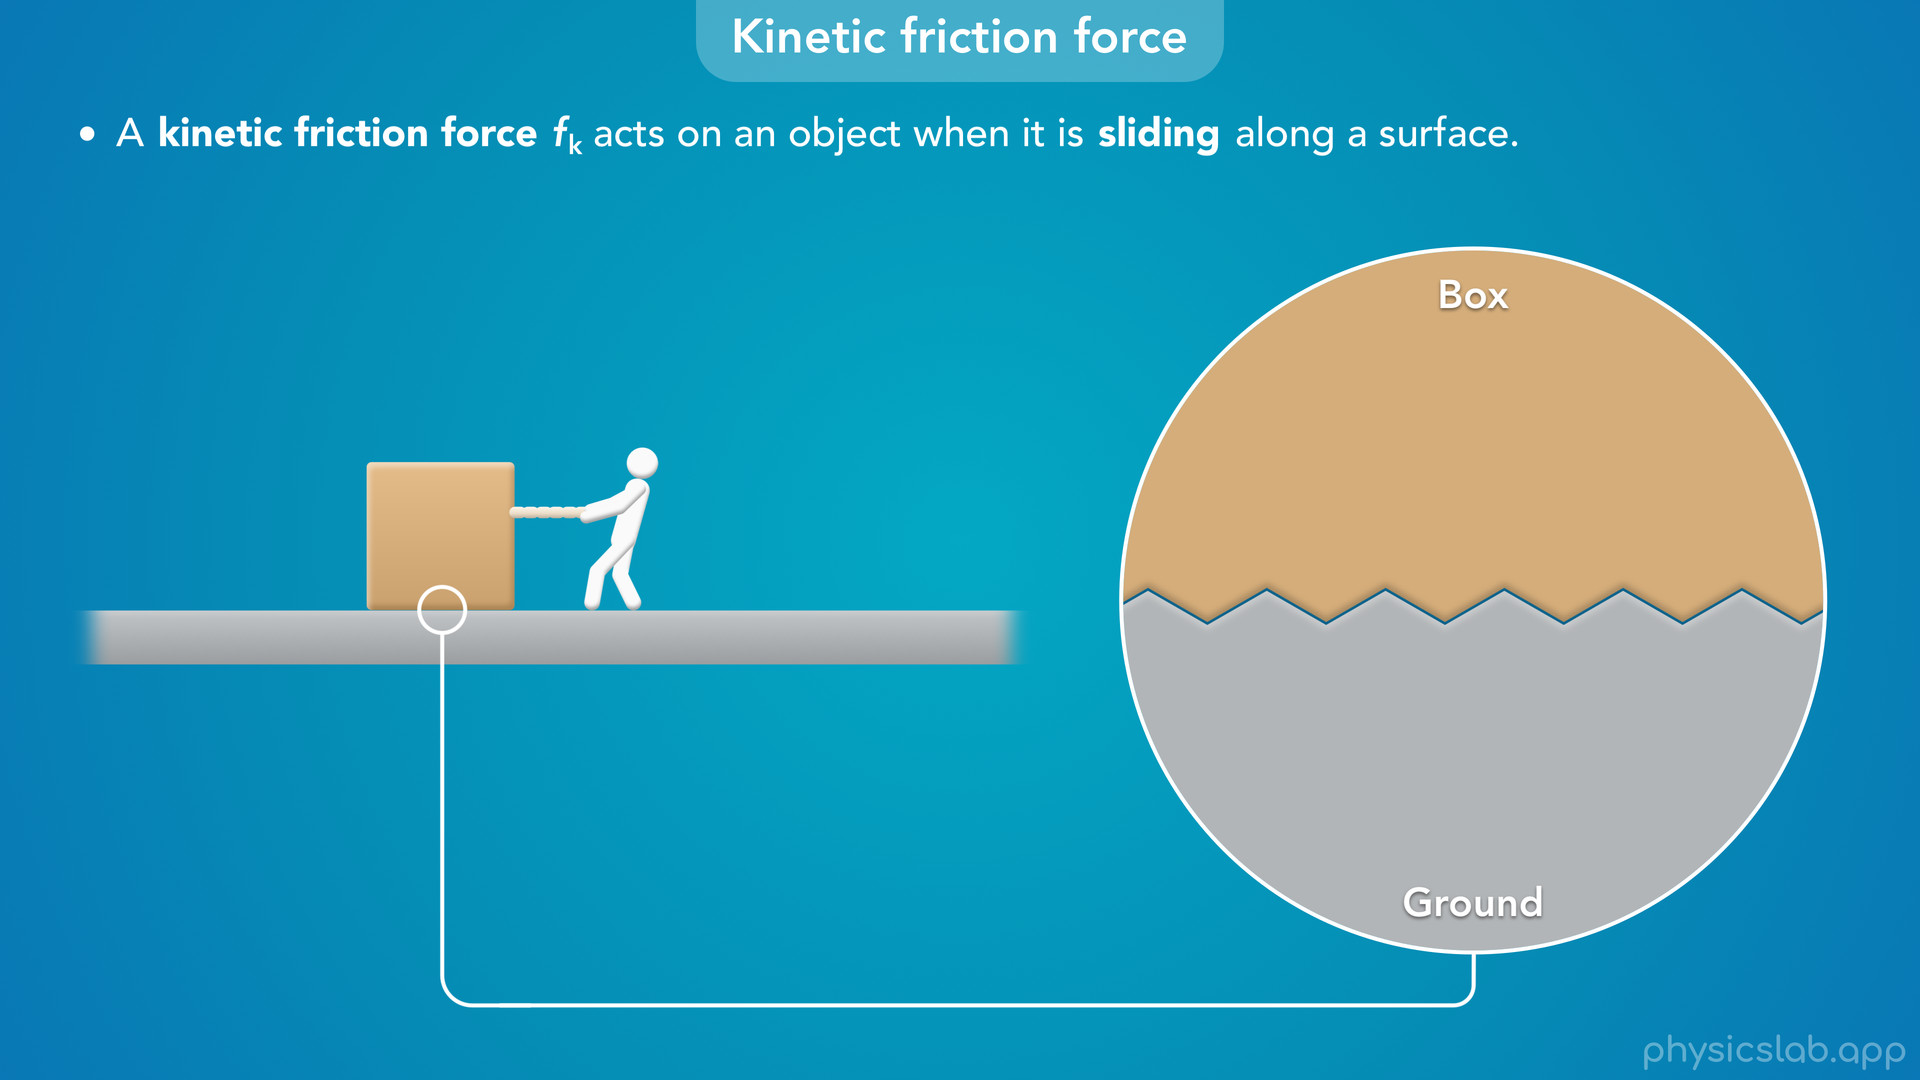 Kinetic friction force
• A kinetic friction force fk acts on an object when it is sliding along a surface.
Box
Ground
physicslab.app